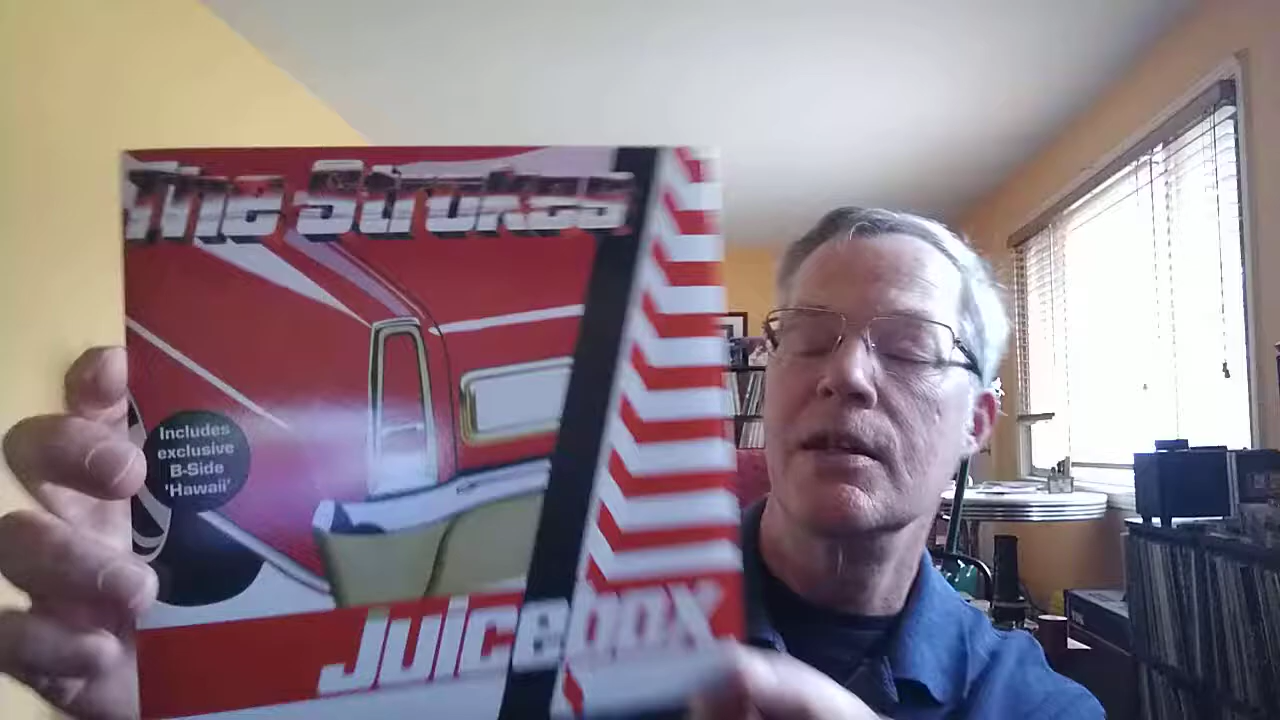 The Strokes
Includes
exclusive
B-Side
'Hawaii'
Juicebox